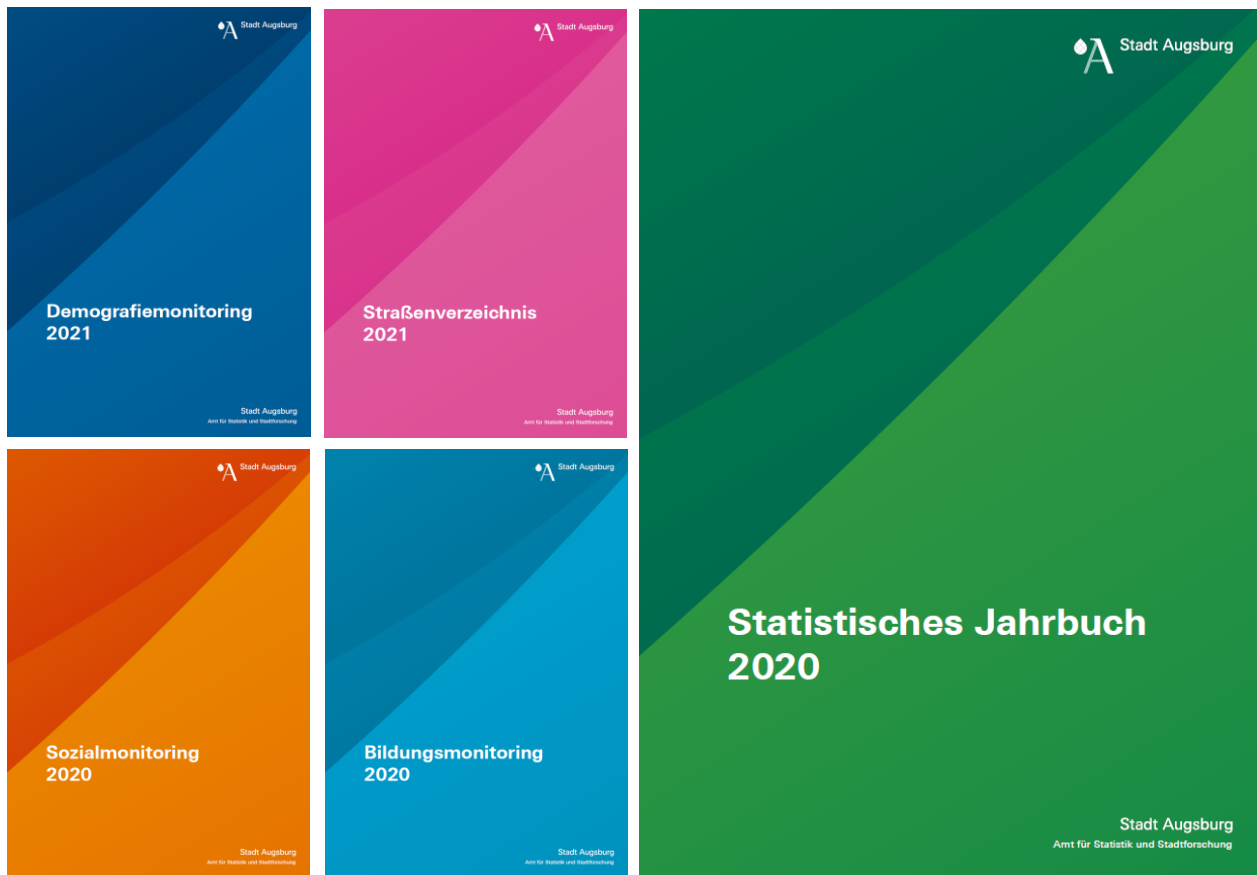 Stadt Augsburg
Demografiemonitoring
2021
Stadt Augsburg
Amt für Statistik und Stadtforschung
Stadt Augsburg
Straßenverzeichnis
2021
Stadt Augsburg
Amt für Statistik und Stadtforschung
Stadt Augsburg
Sozialmonitoring
2020
Stadt Augsburg
Amt für Statistik und Stadtforschung
Stadt Augsburg
Bildungsmonitoring
2020
Stadt Augsburg
Amt für Statistik und Stadtforschung
Stadt Augsburg
Statistisches Jahrbuch
2020
Stadt Augsburg
Amt für Statistik und Stadtforschung